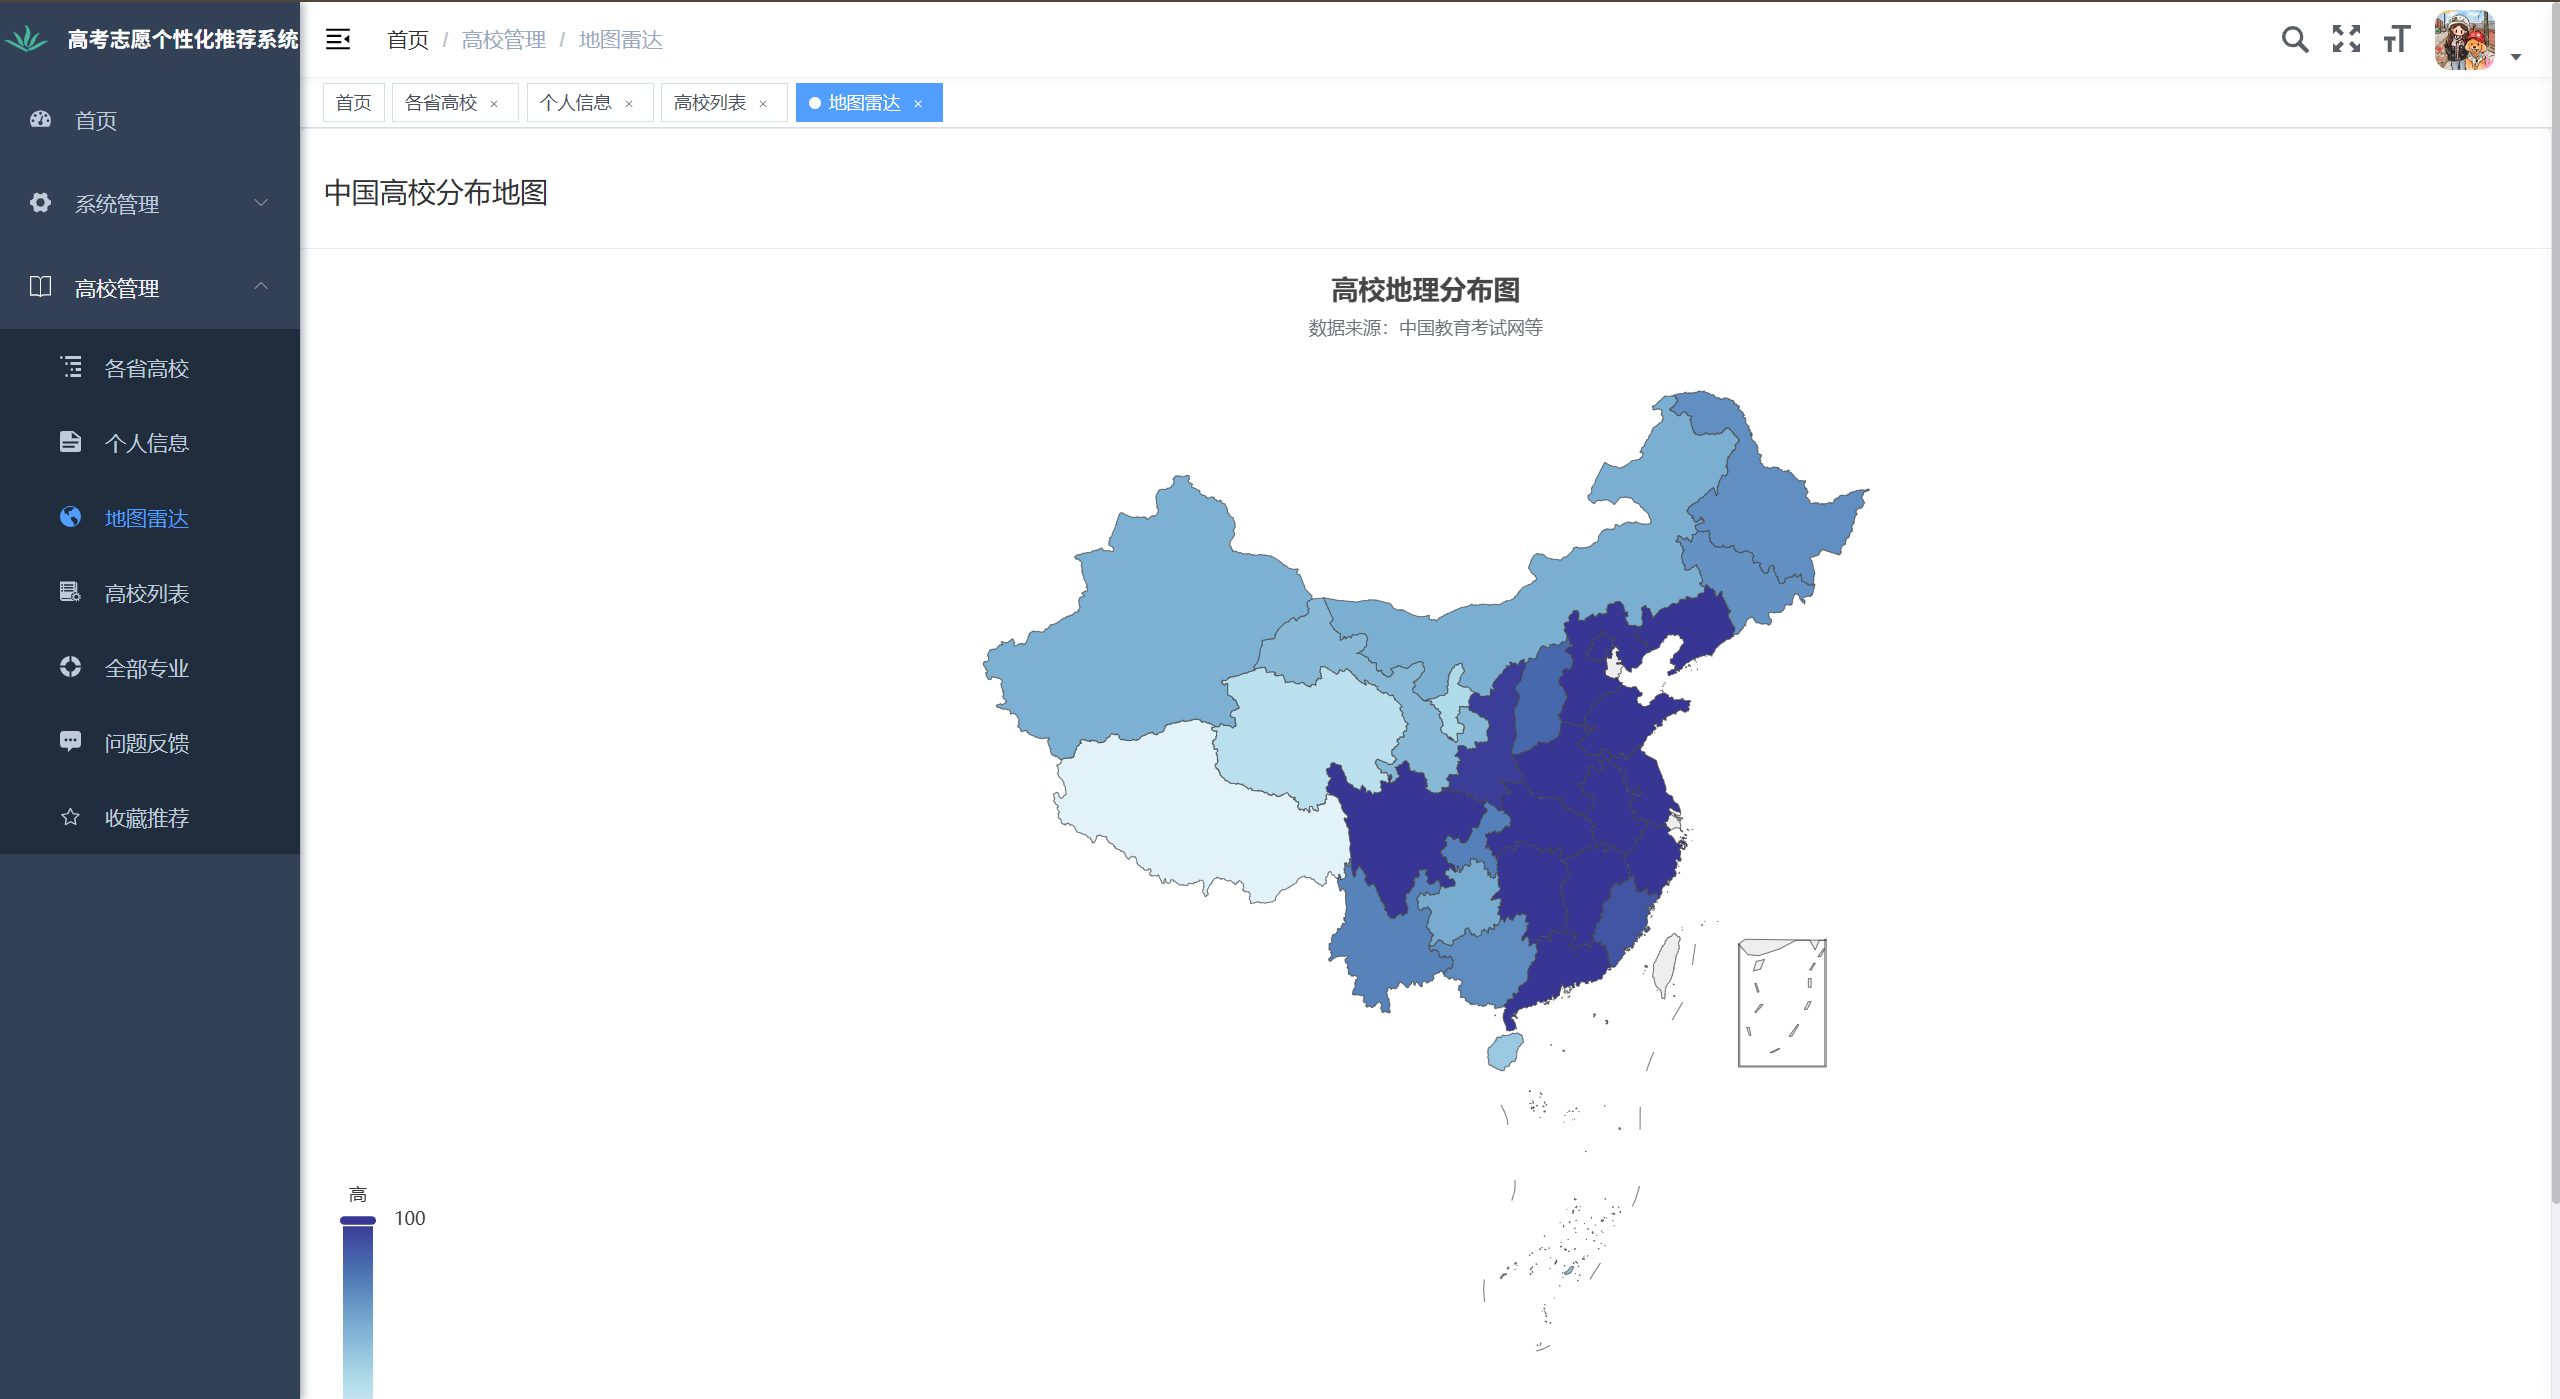 高考志愿个性化推荐系统
首页 / 高校管理 / 地图雷达
首页
各省高校 ×
个人信息 ×
高校列表 ×
地图雷达 ×
首页
系统管理
高校管理
各省高校
个人信息
地图雷达
高校列表
全部专业
问题反馈
收藏推荐
中国高校分布地图
高校地理分布图
数据来源：中国教育考试网等
高
100